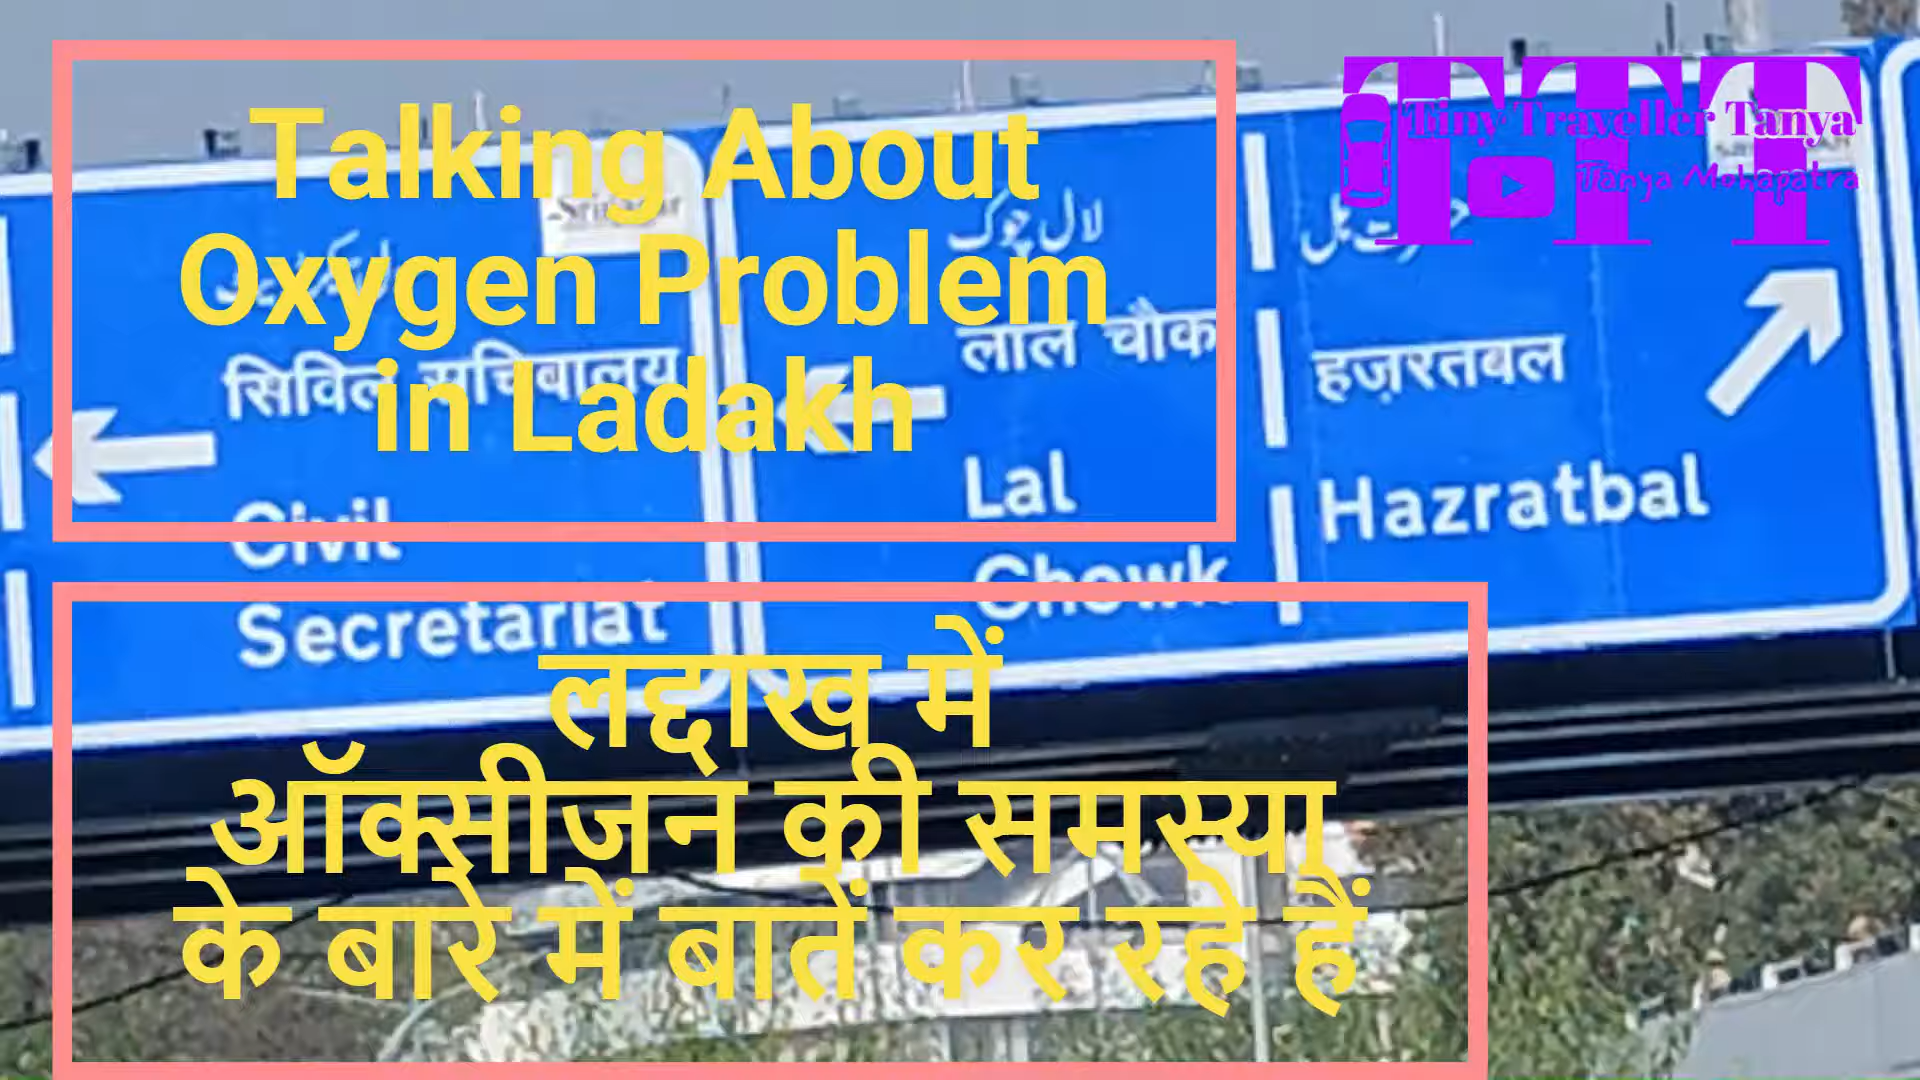 Talking About
Oxygen Problem
in Ladakh
TTT
Tiny Traveller Tanya
Tanya Mohapatra
Srinagar
لال چوک
सिविल सचिवालय
लाल चौक
हज़रतबल
Civil
Secretariat
Lal
Chowk
Hazratbal
लद्दाख में
ऑक्सीजन की समस्या
के बारे में बातें कर रहे हैं